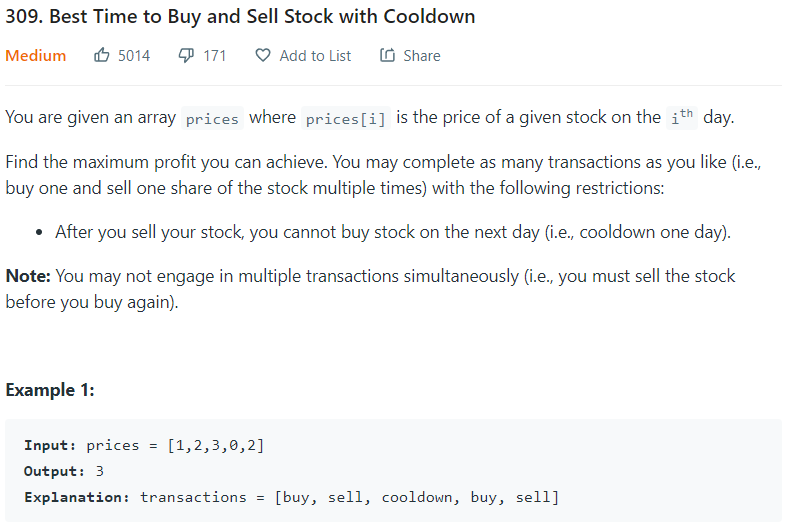 309. Best Time to Buy and Sell Stock with Cooldown
Medium 5014 171 Add to List Share
You are given an array prices where prices[i] is the price of a given stock on the ith day.
Find the maximum profit you can achieve. You may complete as many transactions as you like (i.e.,
buy one and sell one share of the stock multiple times) with the following restrictions:
• After you sell your stock, you cannot buy stock on the next day (i.e., cooldown one day).
Note: You may not engage in multiple transactions simultaneously (i.e., you must sell the stock
before you buy again).
Example 1:
Input: prices = [1,2,3,0,2]
Output: 3
Explanation: transactions = [buy, sell, cooldown, buy, sell]